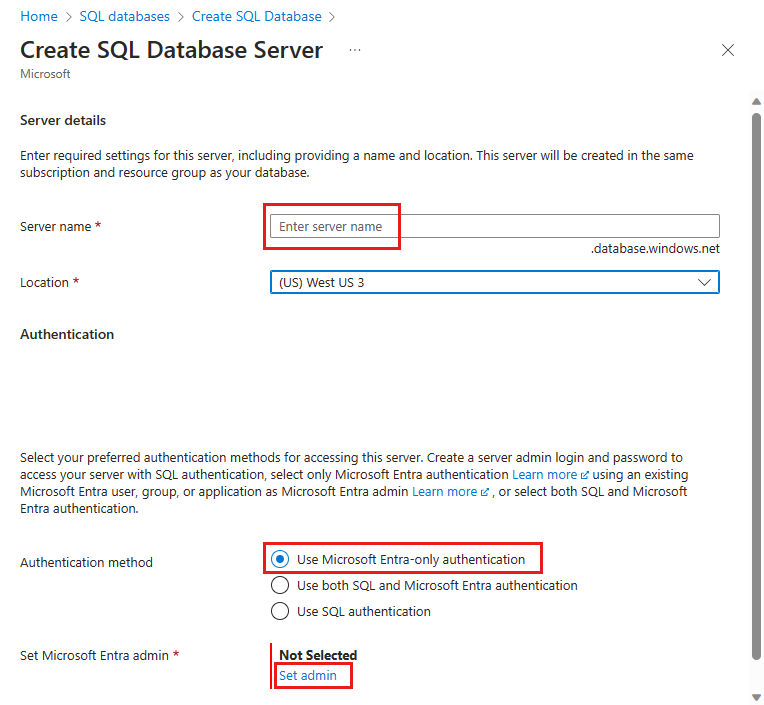 Home > SQL databases > Create SQL Database >
Create SQL Database Server ...
Microsoft
Server details
Enter required settings for this server, including providing a name and location. This server will be created in the same
subscription and resource group as your database.
Server name *
Enter server name
.database.windows.net
Location *
(US) West US 3
Authentication
Select your preferred authentication methods for accessing this server. Create a server admin login and password to
access your server with SQL authentication, select only Microsoft Entra authentication Learn more using an existing
Microsoft Entra user, group, or application as Microsoft Entra admin Learn more , or select both SQL and Microsoft
Entra authentication.
Authentication method
Use Microsoft Entra-only authentication
Use both SQL and Microsoft Entra authentication
Use SQL authentication
Set Microsoft Entra admin *
Not Selected
Set admin